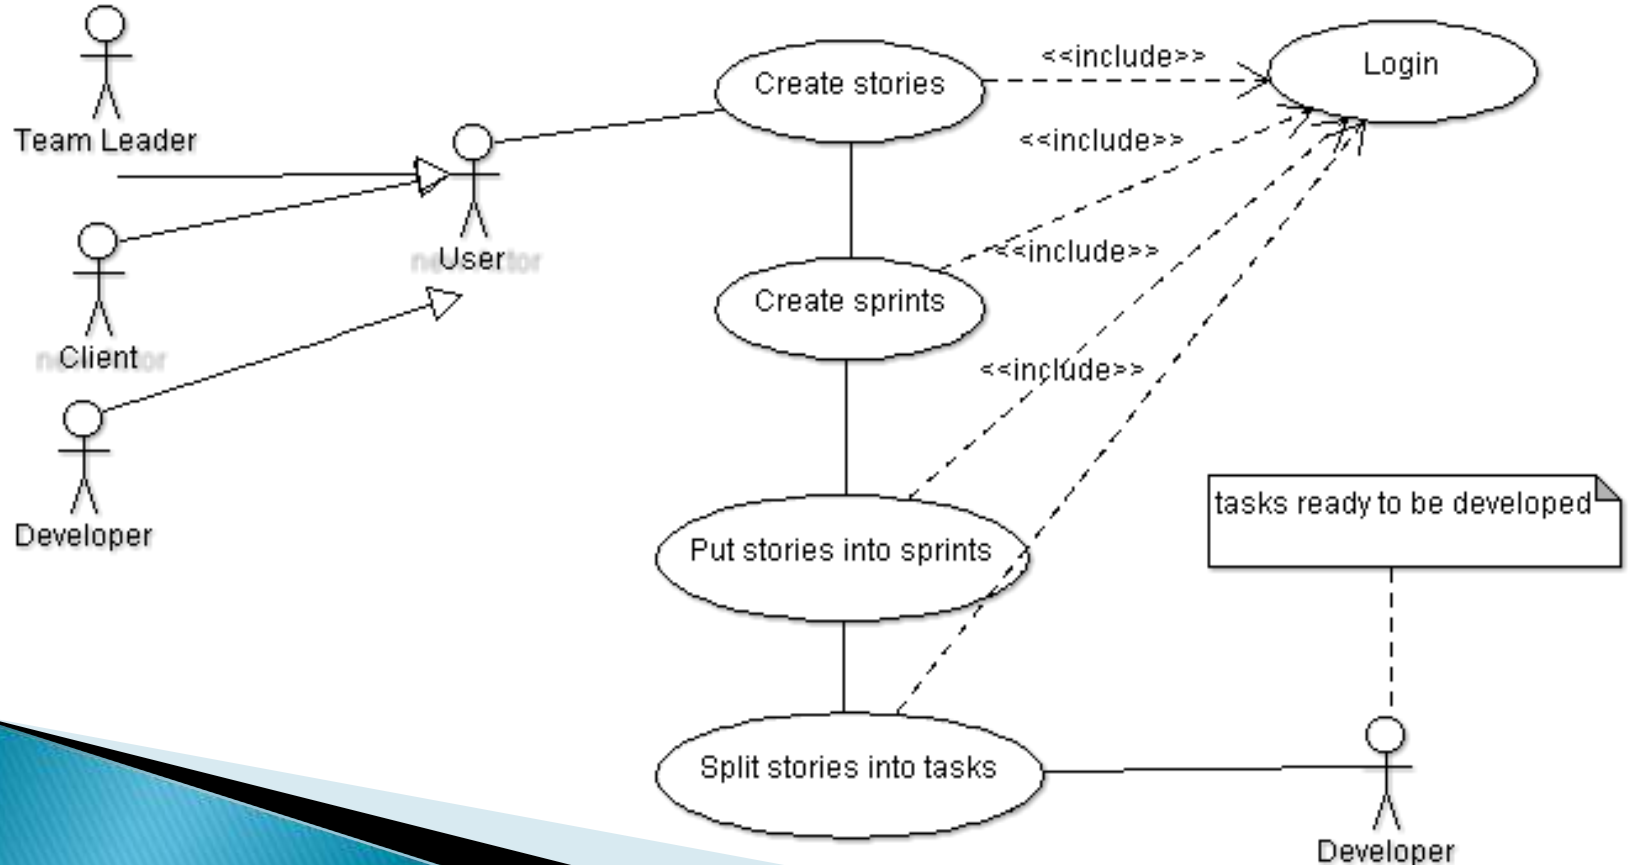 Team Leader
User
Client
Developer
Create stories
<<include>>
Login
<<include>>
<<include>>
Create sprints
<<include>>
Put stories into sprints
tasks ready to be developed
Split stories into tasks
Developer